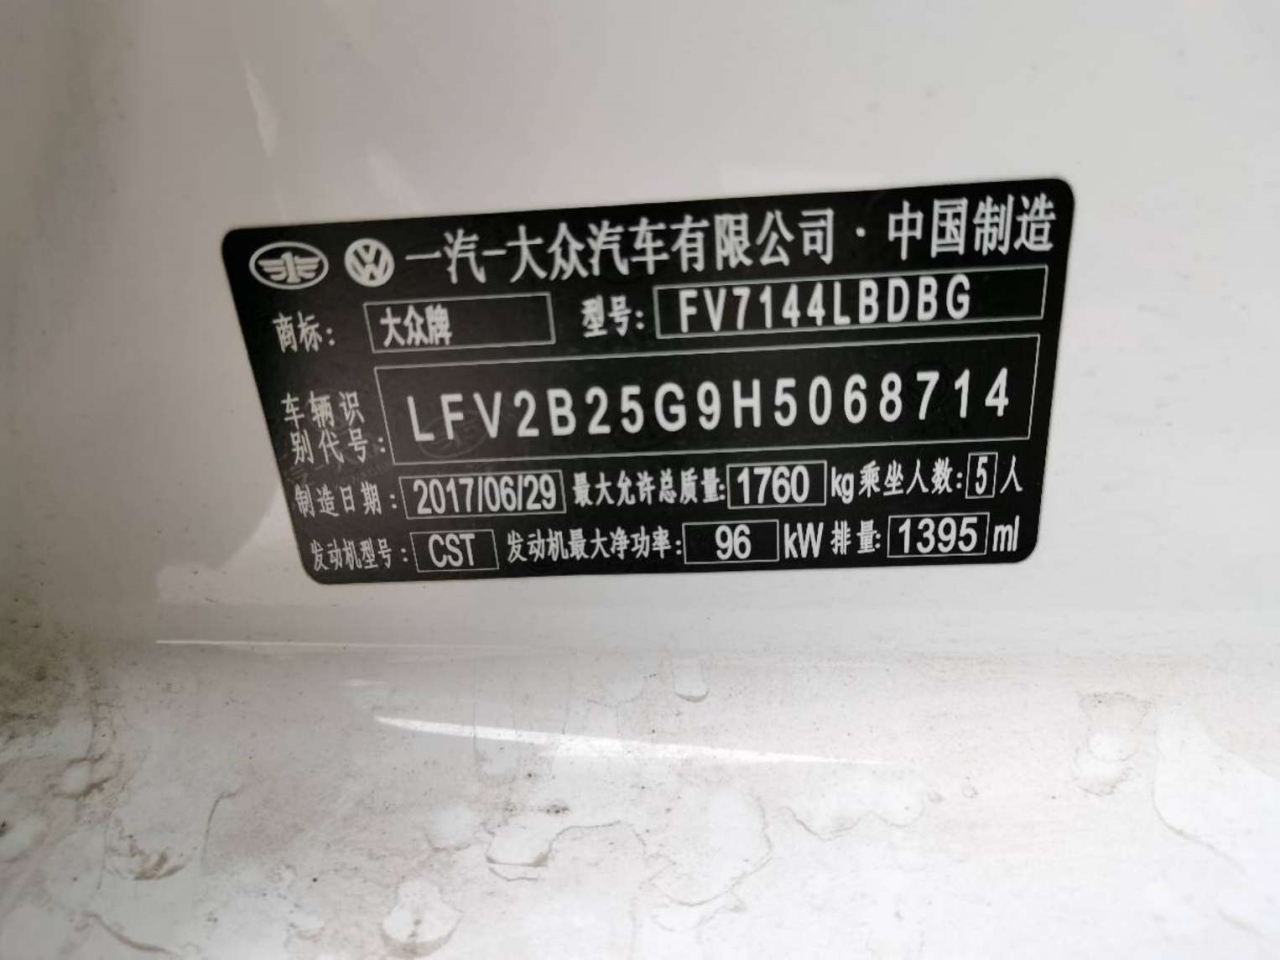 一汽-大众汽车有限公司·中国制造
商标: 大众牌 型号: FV7144LBDBG
车辆识
别代号: LFV2B25G9H5068714
制造日期: 2017/06/29 最大允许总质量: 1760 kg 乘坐人数: 5 人
发动机型号: CST 发动机最大净功率: 96 kW 排量: 1395 ml